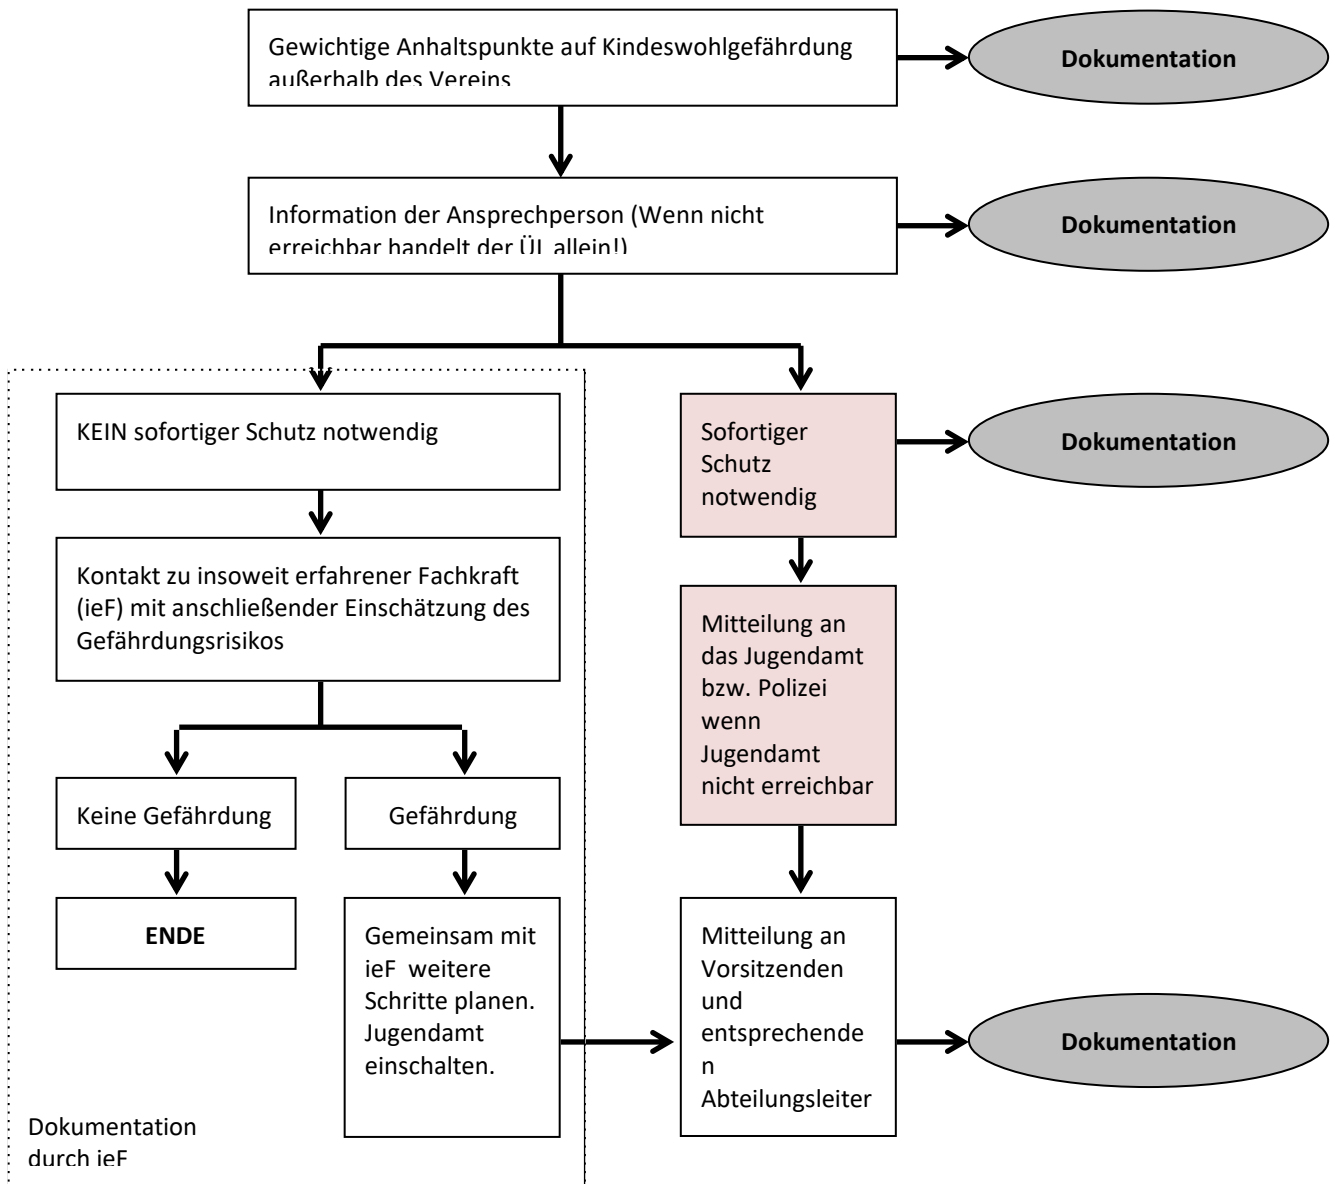 Gewichtige Anhaltspunkte auf Kindeswohlgefährdung
außerhalb des Vereins
Dokumentation
Information der Ansprechperson (Wenn nicht
erreichbar handelt der ÜL allein!)
Dokumentation
KEIN sofortiger Schutz notwendig
Sofortiger
Schutz
notwendig
Dokumentation
Kontakt zu insoweit erfahrener Fachkraft
(ieF) mit anschließender Einschätzung des
Gefährdungsrisikos
Mitteilung an
das Jugendamt
bzw. Polizei
wenn
Jugendamt
nicht erreichbar
Keine Gefährdung
Gefährdung
ENDE
Gemeinsam mit
ieF weitere
Schritte planen.
Jugendamt
einschalten.
Mitteilung an
Vorsitzenden
und
entsprechende
n
Abteilungsleiter
Dokumentation
Dokumentation
durch ieF